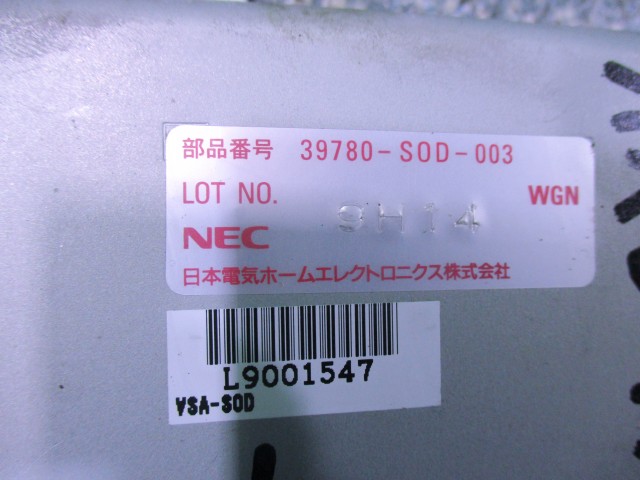 部品番号 39780-SOD-003
LOT NO. 9H14 WGN
NEC
日本電気ホームエレクトロニクス株式会社
L9001547
VSA-SOD